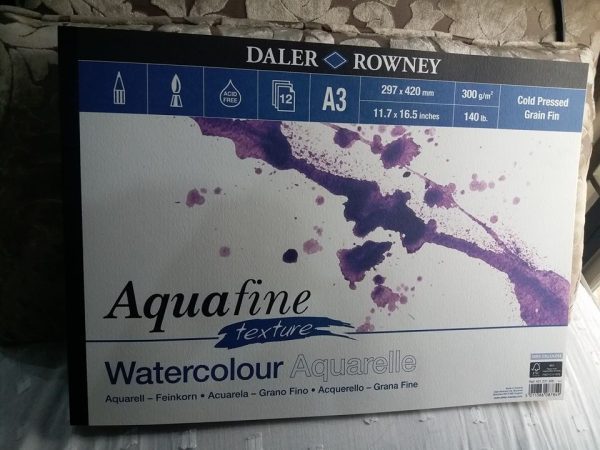 DALER ROWNEY
ACID FREE
12
A3
297 x 420 mm
11.7 x 16.5 inches
300 g/m²
140 lb.
Cold Pressed
Grain Fin
Aquafine
texture
Watercolour Aquarelle
Aquarell – Feinkorn • Acuarela – Grano Fino • Acquerello – Grana Fine
FSC